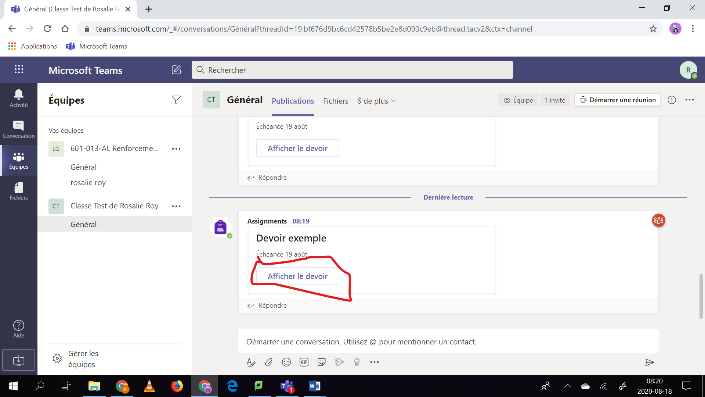 Général (Classe Test de Rosalie R
teams.microsoft.com/_#/conversations/Général?threadId=19:bf676d9bc6cd42578b5be2e8d093c9eb@thread.tacv2&ctx=channel
Applications Microsoft Teams
Microsoft Teams
Rechercher
R
Activité
Conversation
Équipes
Fichiers
Aide
Équipes
Vos équipes
LG 601-013-AL Renforceme... ...
Général
rosalie roy
CT Classe Test de Rosalie Roy ...
Général
Gérer les
équipes
CT Général Publications Fichiers 6 de plus
Équipe 1 invité Démarrer une réunion ...
Échéance 19 août
Afficher le devoir
Répondre
Dernière lecture
Assignments 08:19
Devoir exemple
Échéance 19 août
Afficher le devoir
Répondre
Démarrer une conversation. Utilisez @ pour mentionner un contact.
GIF ...
08:20
2020-08-18